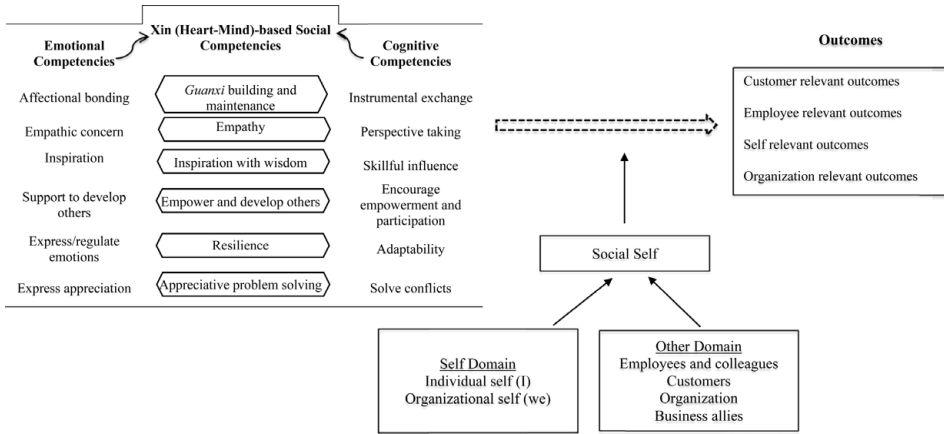 Xin (Heart-Mind)-based Social
Competencies
Emotional
Competencies
Cognitive
Competencies
Affectional bonding
Guanxi building and
maintenance
Instrumental exchange
Empathic concern
Empathy
Perspective taking
Inspiration
Inspiration with wisdom
Skillful influence
Support to develop
others
Empower and develop others
Encourage
empowerment and
participation
Express/regulate
emotions
Resilience
Adaptability
Express appreciation
Appreciative problem solving
Solve conflicts
Outcomes
Customer relevant outcomes
Employee relevant outcomes
Self relevant outcomes
Organization relevant outcomes
Social Self
Self Domain
Individual self (I)
Organizational self (we)
Other Domain
Employees and colleagues
Customers
Organization
Business allies